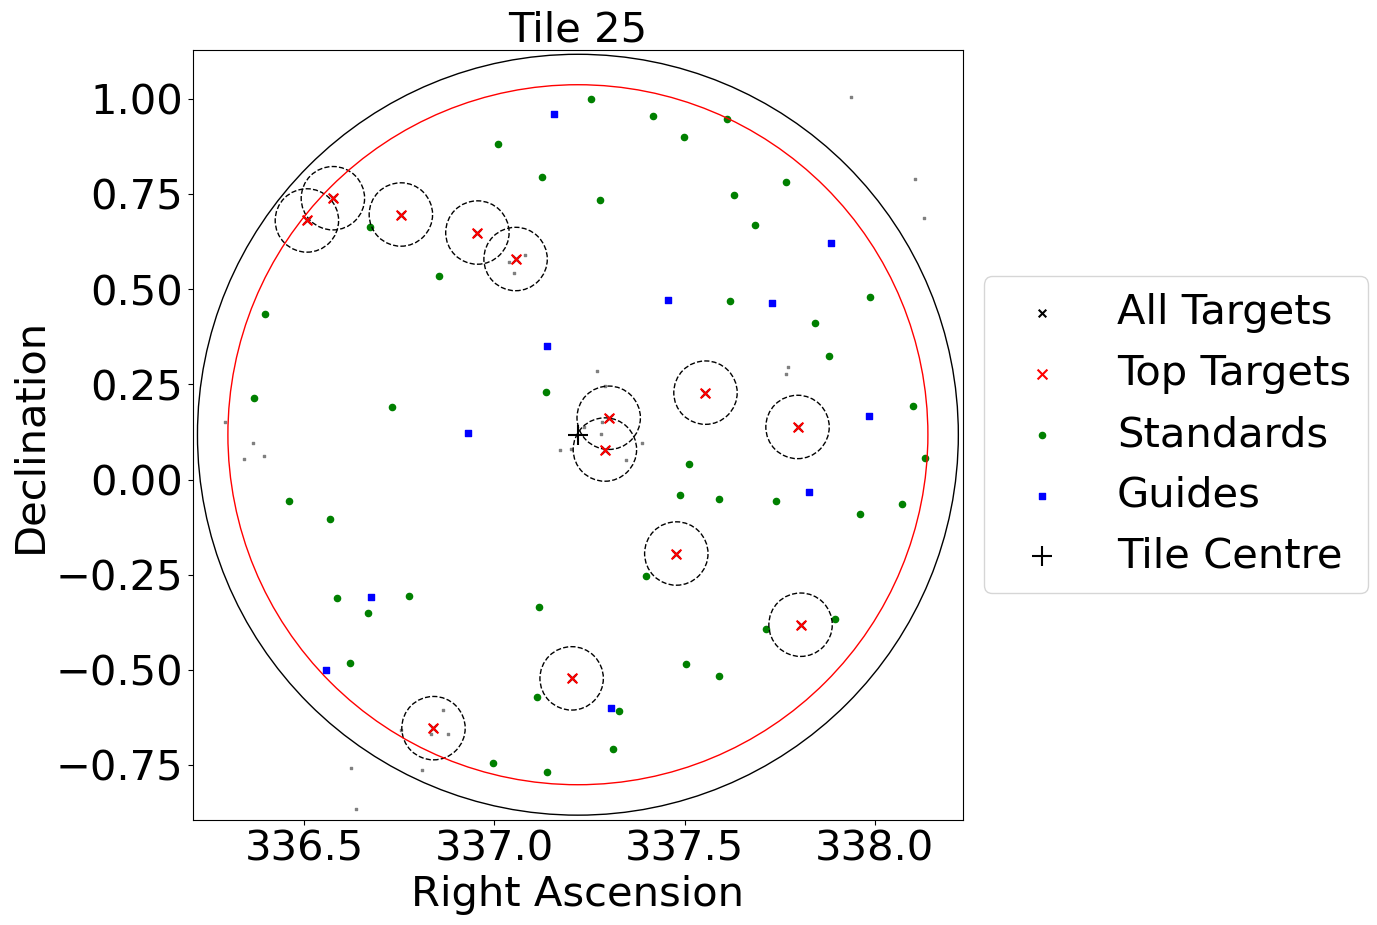 Tile 25
1.00
0.75
0.50
0.25
0.00
−0.25
−0.50
−0.75
Declination
336.5 337.0 337.5 338.0
Right Ascension
All Targets
Top Targets
Standards
Guides
Tile Centre